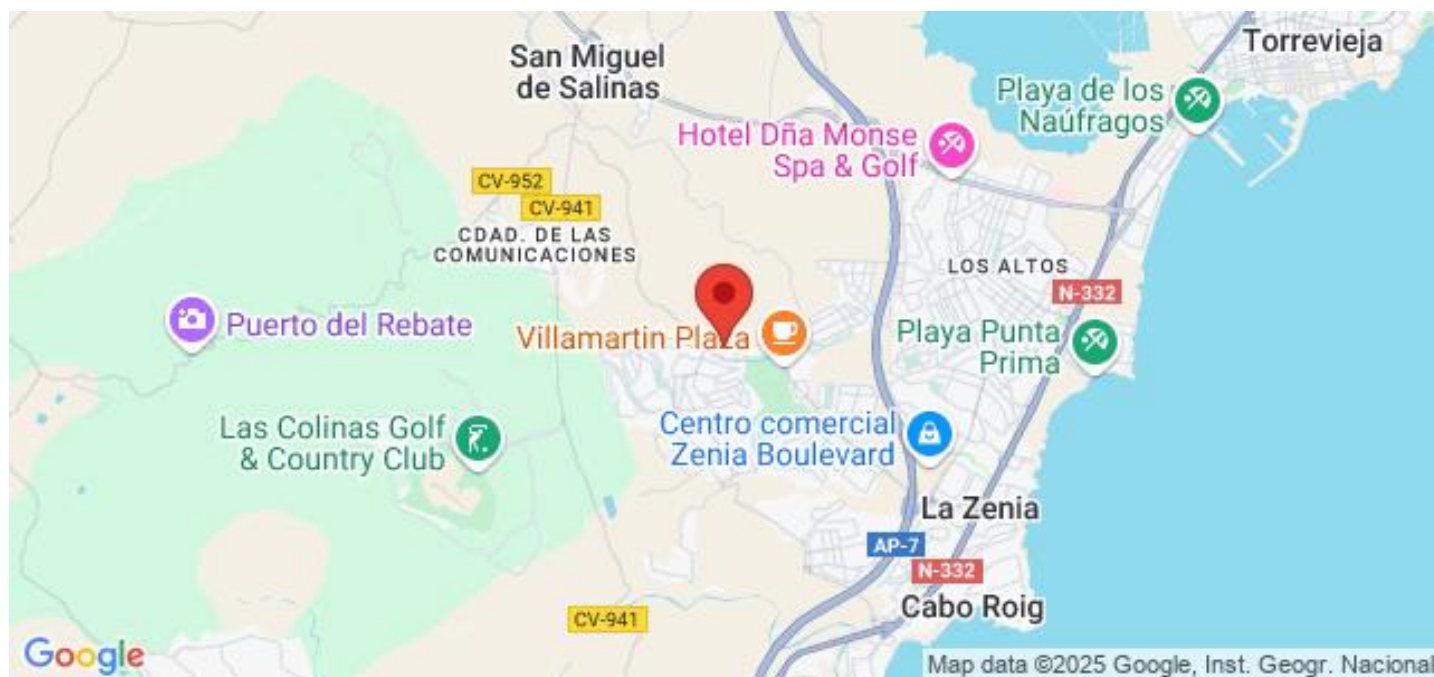 San Miguel
de Salinas
Torrevieja
Playa de los
Naúfragos
Hotel Dña Monse
Spa & Golf
CV-952
CV-941
CDAD. DE LAS
COMUNICACIONES
LOS ALTOS
N-332
Puerto del Rebate
Villamartin Plaza
Playa Punta
Prima
Las Colinas Golf
& Country Club
Centro comercial
Zenia Boulevard
La Zenia
AP-7
N-332
Cabo Roig
CV-941
Google
Map data ©2025 Google, Inst. Geogr. Nacional